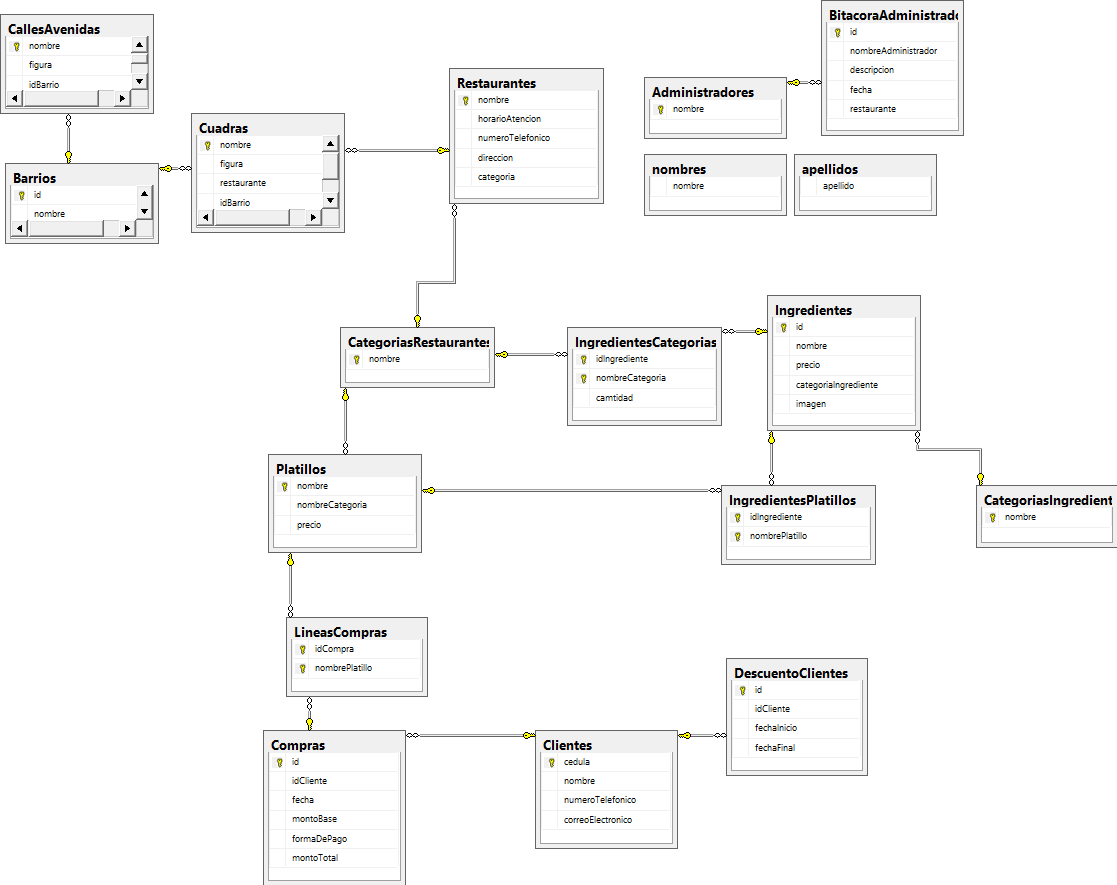 CallesAvenidas
nombre
figura
idBarrio
Barrios
id
nombre
Cuadras
nombre
figura
restaurante
idBarrio
Restaurantes
nombre
horarioAtencion
numeroTelefonico
direccion
categoria
Administradores
nombre
BitacoraAdministrado
id
nombreAdministrador
descripcion
fecha
restaurante
nombres
nombre
apellidos
apellido
CategoriasRestaurantes
nombre
IngredientesCategorias
idIngrediente
nombreCategoria
camtidad
Ingredientes
id
nombre
precio
categoriaIngrediente
imagen
Platillos
nombre
nombreCategoria
precio
IngredientesPlatillos
idIngrediente
nombrePlatillo
CategoriasIngredient
nombre
LineasCompras
idCompra
nombrePlatillo
Compras
id
idCliente
fecha
montoBase
formaDePago
montoTotal
Clientes
cedula
nombre
numeroTelefonico
correoElectronico
DescuentoClientes
id
idCliente
fechaInicio
fechaFinal